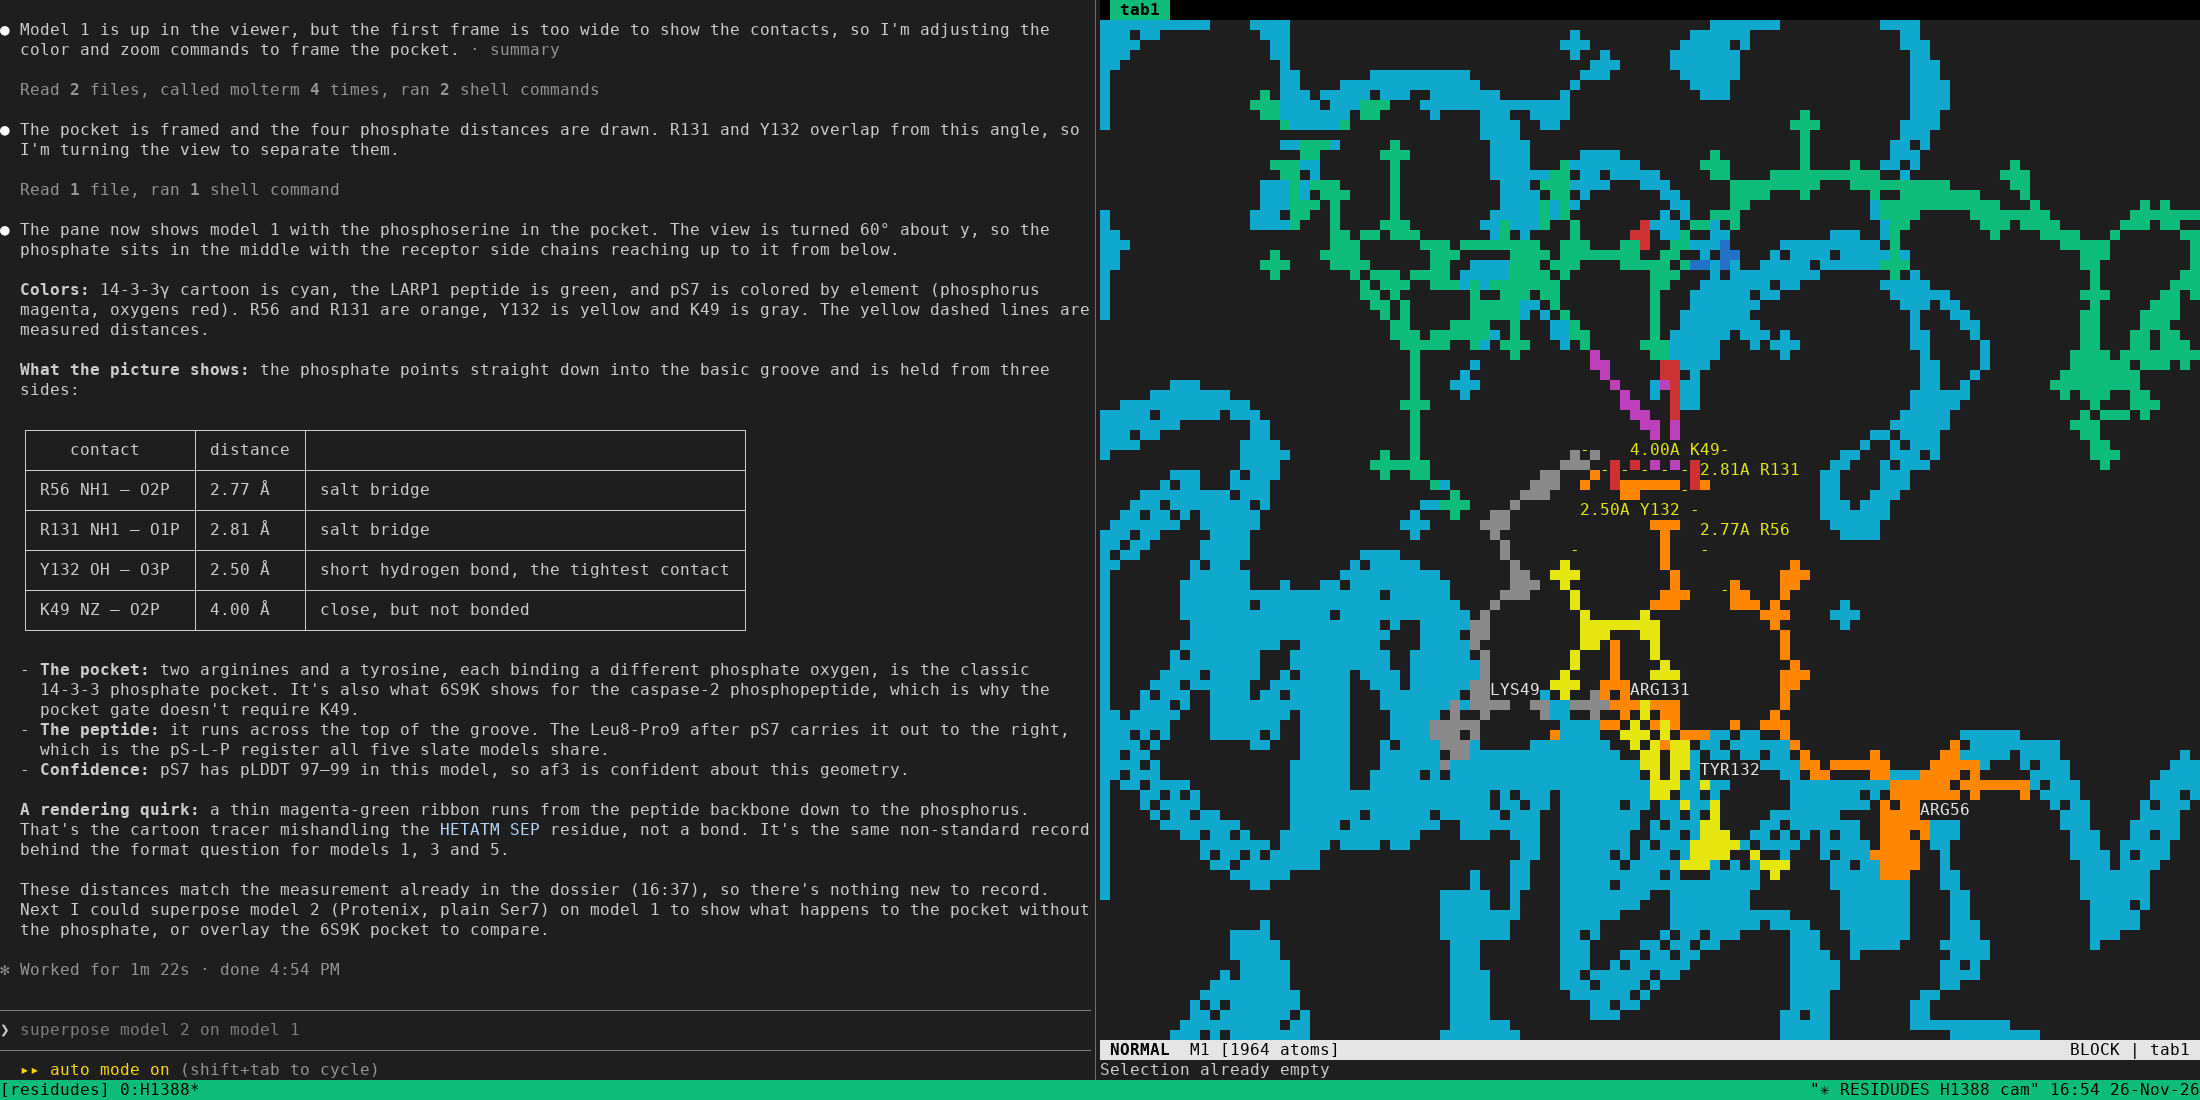 ● Model 1 is up in the viewer, but the first frame is too wide to show the contacts, so I'm adjusting the
color and zoom commands to frame the pocket. · summary
Read 2 files, called molterm 4 times, ran 2 shell commands
● The pocket is framed and the four phosphate distances are drawn. R131 and Y132 overlap from this angle, so
I'm turning the view to separate them.
Read 1 file, ran 1 shell command
● The pane now shows model 1 with the phosphoserine in the pocket. The view is turned 60° about y, so the
phosphate sits in the middle with the receptor side chains reaching up to it from below.
Colors: 14-3-3γ cartoon is cyan, the LARP1 peptide is green, and pS7 is colored by element (phosphorus
magenta, oxygens red). R56 and R131 are orange, Y132 is yellow and K49 is gray. The yellow dashed lines are
measured distances.
What the picture shows: the phosphate points straight down into the basic groove and is held from three
sides:
contact distance
R56 NH1 – O2P 2.77 Å salt bridge
R131 NH1 – O1P 2.81 Å salt bridge
Y132 OH – O3P 2.50 Å short hydrogen bond, the tightest contact
K49 NZ – O2P 4.00 Å close, but not bonded
- The pocket: two arginines and a tyrosine, each binding a different phosphate oxygen, is the classic
14-3-3 phosphate pocket. It's also what 6S9K shows for the caspase-2 phosphopeptide, which is why the
pocket gate doesn't require K49.
- The peptide: it runs across the top of the groove. The Leu8-Pro9 after pS7 carries it out to the right,
which is the pS-L-P register all five slate models share.
- Confidence: pS7 has pLDDT 97–99 in this model, so af3 is confident about this geometry.
A rendering quirk: a thin magenta-green ribbon runs from the peptide backbone down to the phosphorus.
That's the cartoon tracer mishandling the HETATM SEP residue, not a bond. It's the same non-standard record
behind the format question for models 1, 3 and 5.
These distances match the measurement already in the dossier (16:37), so there's nothing new to record.
Next I could superpose model 2 (Protenix, plain Ser7) on model 1 to show what happens to the pocket without
the phosphate, or overlay the 6S9K pocket to compare.
✻ Worked for 1m 22s · done 4:54 PM
❯ superpose model 2 on model 1
▸▸ auto mode on (shift+tab to cycle)
tab1
4.00A K49
2.81A R131
2.50A Y132
2.77A R56
LYS49
ARG131
TYR132
ARG56
NORMAL M1 [1964 atoms] BLOCK | tab1
Selection already empty
[residudes] 0:H1388* "✳ RESIDUDES H1388 cam" 16:54 26-Nov-26